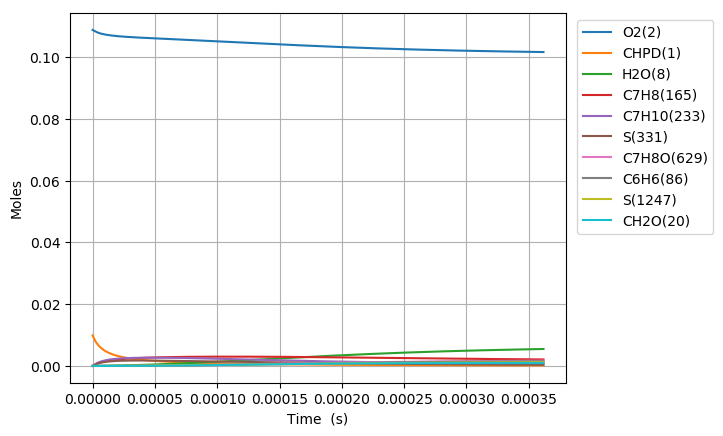 0.10
0.08
0.06
0.04
0.02
0.00
Moles
0.00000 0.00005 0.00010 0.00015 0.00020 0.00025 0.00030 0.00035
Time (s)
O2(2)
CHPD(1)
H2O(8)
C7H8(165)
C7H10(233)
S(331)
C7H8O(629)
C6H6(86)
S(1247)
CH2O(20)